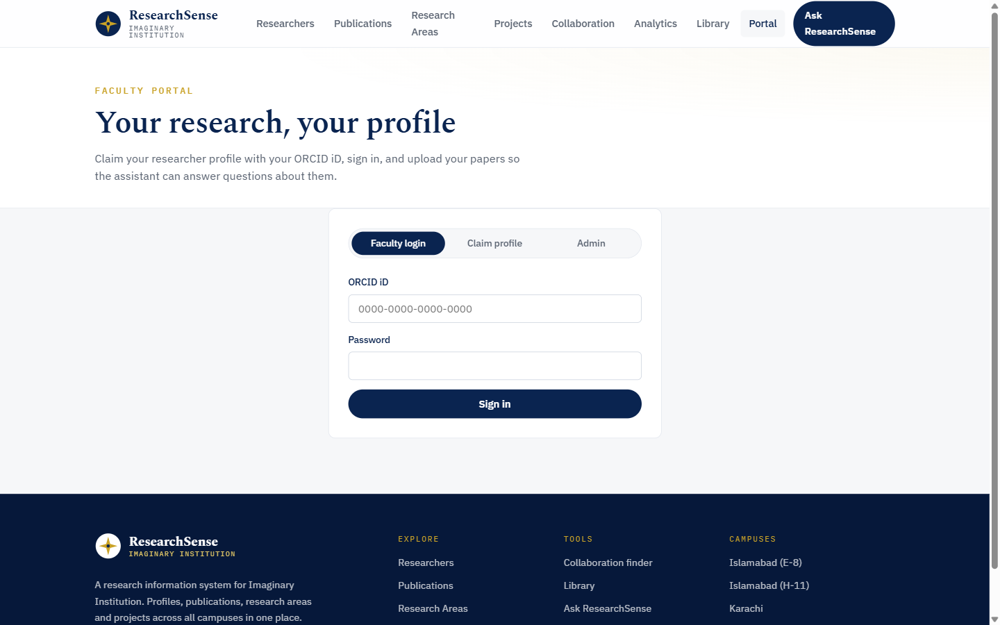 ResearchSense
IMAGINARY
INSTITUTION
Researchers
Publications
Research
Areas
Projects
Collaboration
Analytics
Library
Portal
Ask
ResearchSense
FACULTY PORTAL
Your research, your profile
Claim your researcher profile with your ORCID iD, sign in, and upload your papers so
the assistant can answer questions about them.
Faculty login
Claim profile
Admin
ORCID iD
0000-0000-0000-0000
Password
Sign in
ResearchSense
IMAGINARY INSTITUTION
A research information system for Imaginary
Institution. Profiles, publications, research areas
and projects across all campuses in one place.
EXPLORE
Researchers
Publications
Research Areas
TOOLS
Collaboration finder
Library
Ask ResearchSense
CAMPUSES
Islamabad (E-8)
Islamabad (H-11)
Karachi